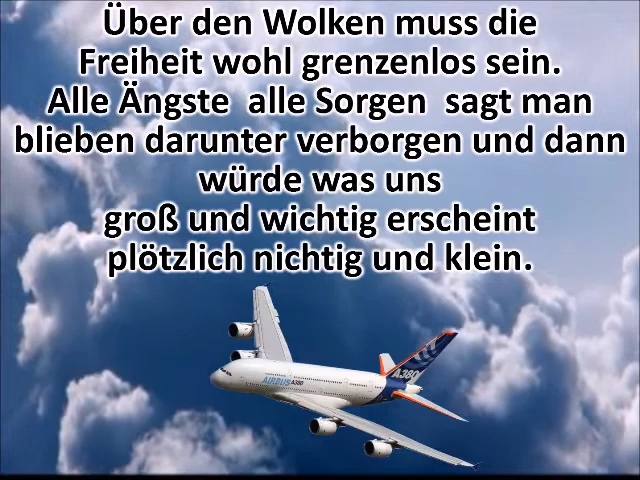 Über den Wolken muss die
Freiheit wohl grenzenlos sein.
Alle Ängste alle Sorgen sagt man
blieben darunter verborgen und dann
würde was uns
groß und wichtig erscheint
plötzlich nichtig und klein.
AIRBUS A380
A380